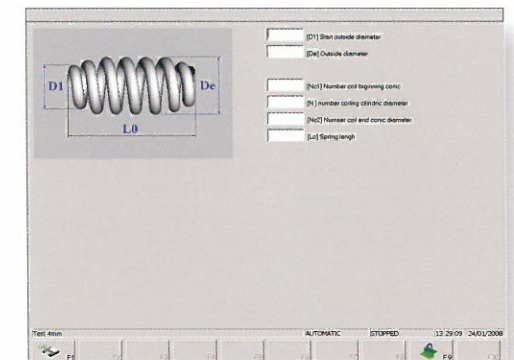 [D1] Start outside diameter
[De] Outside diameter
D1
De
L0
[Nc1] Number coil biginning conic
[N ] number coiling cilindric diameter
[Nc2] Number coil end conic diameter
[Lo] Spring lengh
Test 4mm AUTOMATIC STOPPED 13:29:09 24/01/2008
F1 F9